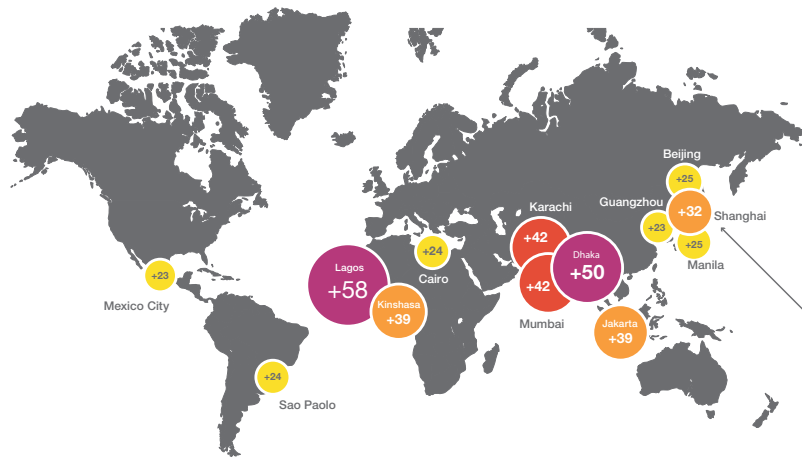 Beijing
+25
Karachi
Guangzhou
+32
Shanghai
+42
+23
+24
+25
Lagos
+58
Dhaka
+50
Cairo
Manila
+23
Mexico City
+42
Kinshasa
+39
Mumbai
Jakarta
+39
+24
Sao Paolo